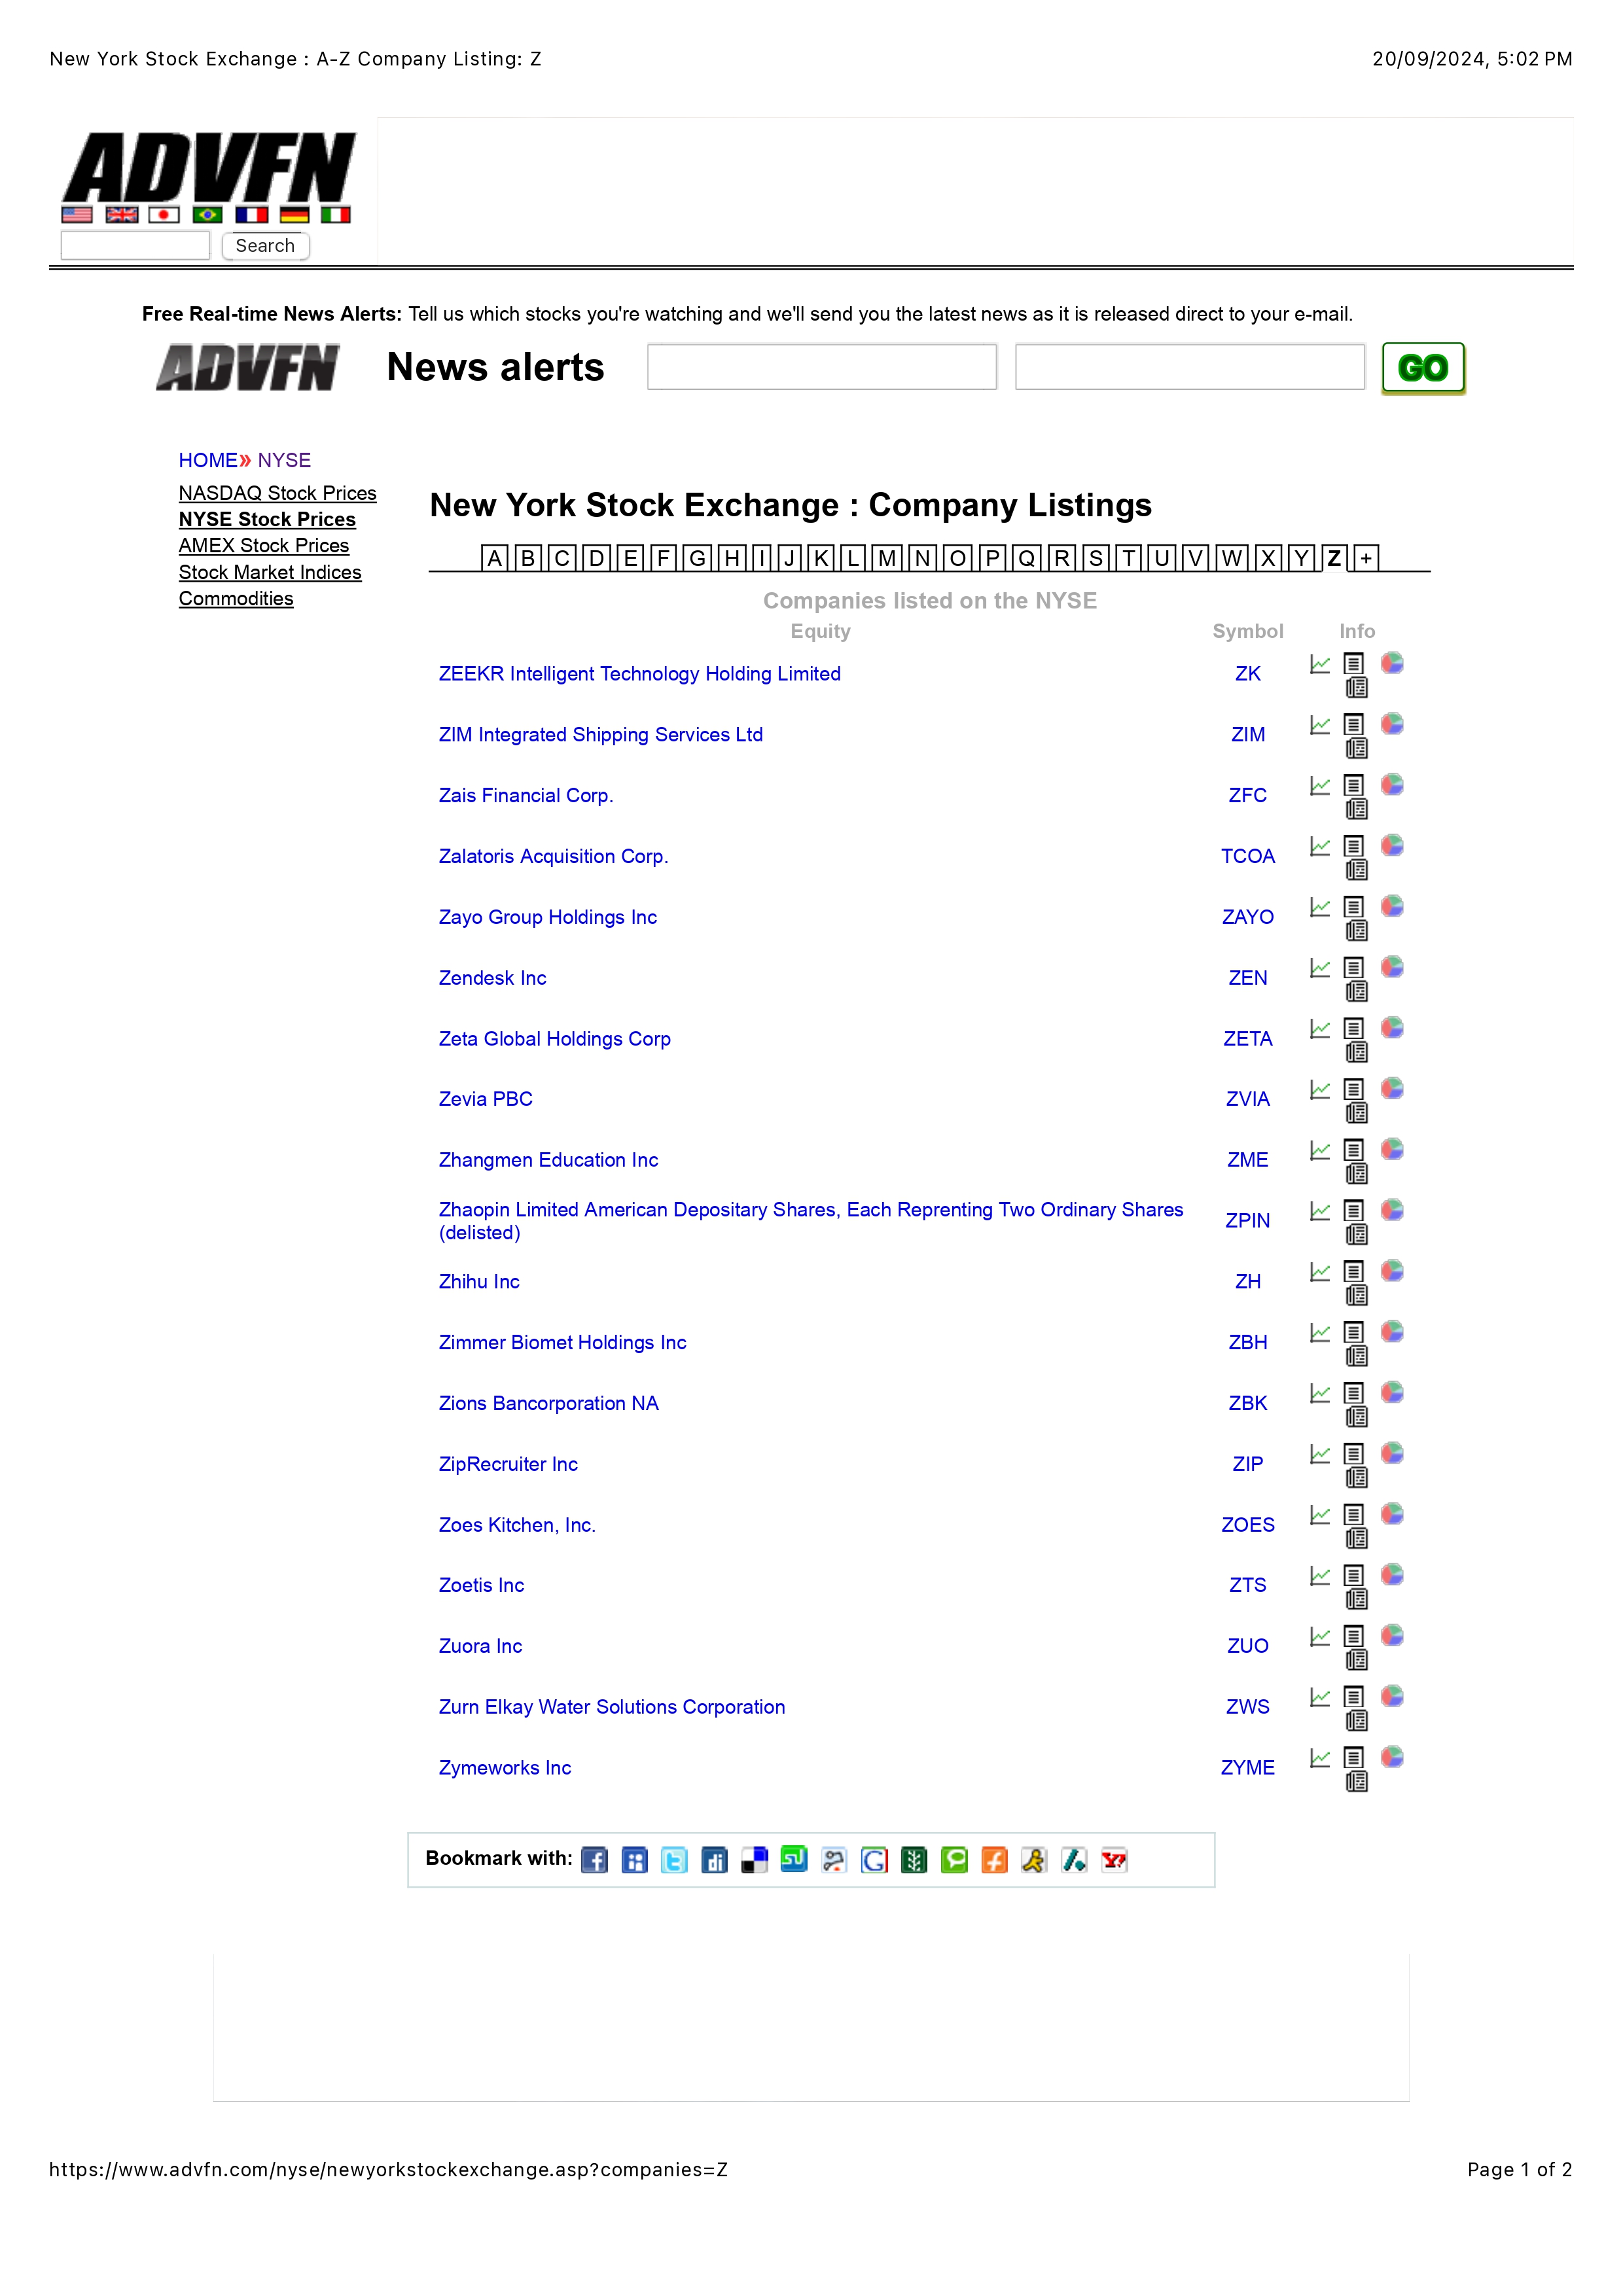 New York Stock Exchange : A-Z Company Listing: Z 20/09/2024, 5:02 PM
ADVFN
Search
Free Real-time News Alerts: Tell us which stocks you're watching and we'll send you the latest news as it is released direct to your e-mail.
ADVFN News alerts GO
HOME» NYSE
NASDAQ Stock Prices
NYSE Stock Prices
AMEX Stock Prices
Stock Market Indices
Commodities
New York Stock Exchange : Company Listings
A B C D E F G H I J K L M N O P Q R S T U V W X Y Z +
Companies listed on the NYSE
Equity Symbol Info
ZEEKR Intelligent Technology Holding Limited ZK
ZIM Integrated Shipping Services Ltd ZIM
Zais Financial Corp. ZFC
Zalatoris Acquisition Corp. TCOA
Zayo Group Holdings Inc ZAYO
Zendesk Inc ZEN
Zeta Global Holdings Corp ZETA
Zevia PBC ZVIA
Zhangmen Education Inc ZME
Zhaopin Limited American Depositary Shares, Each Reprenting Two Ordinary Shares
(delisted) ZPIN
Zhihu Inc ZH
Zimmer Biomet Holdings Inc ZBH
Zions Bancorporation NA ZBK
ZipRecruiter Inc ZIP
Zoes Kitchen, Inc. ZOES
Zoetis Inc ZTS
Zuora Inc ZUO
Zurn Elkay Water Solutions Corporation ZWS
Zymeworks Inc ZYME
Bookmark with:
https://www.advfn.com/nyse/newyorkstockexchange.asp?companies=Z Page 1 of 2